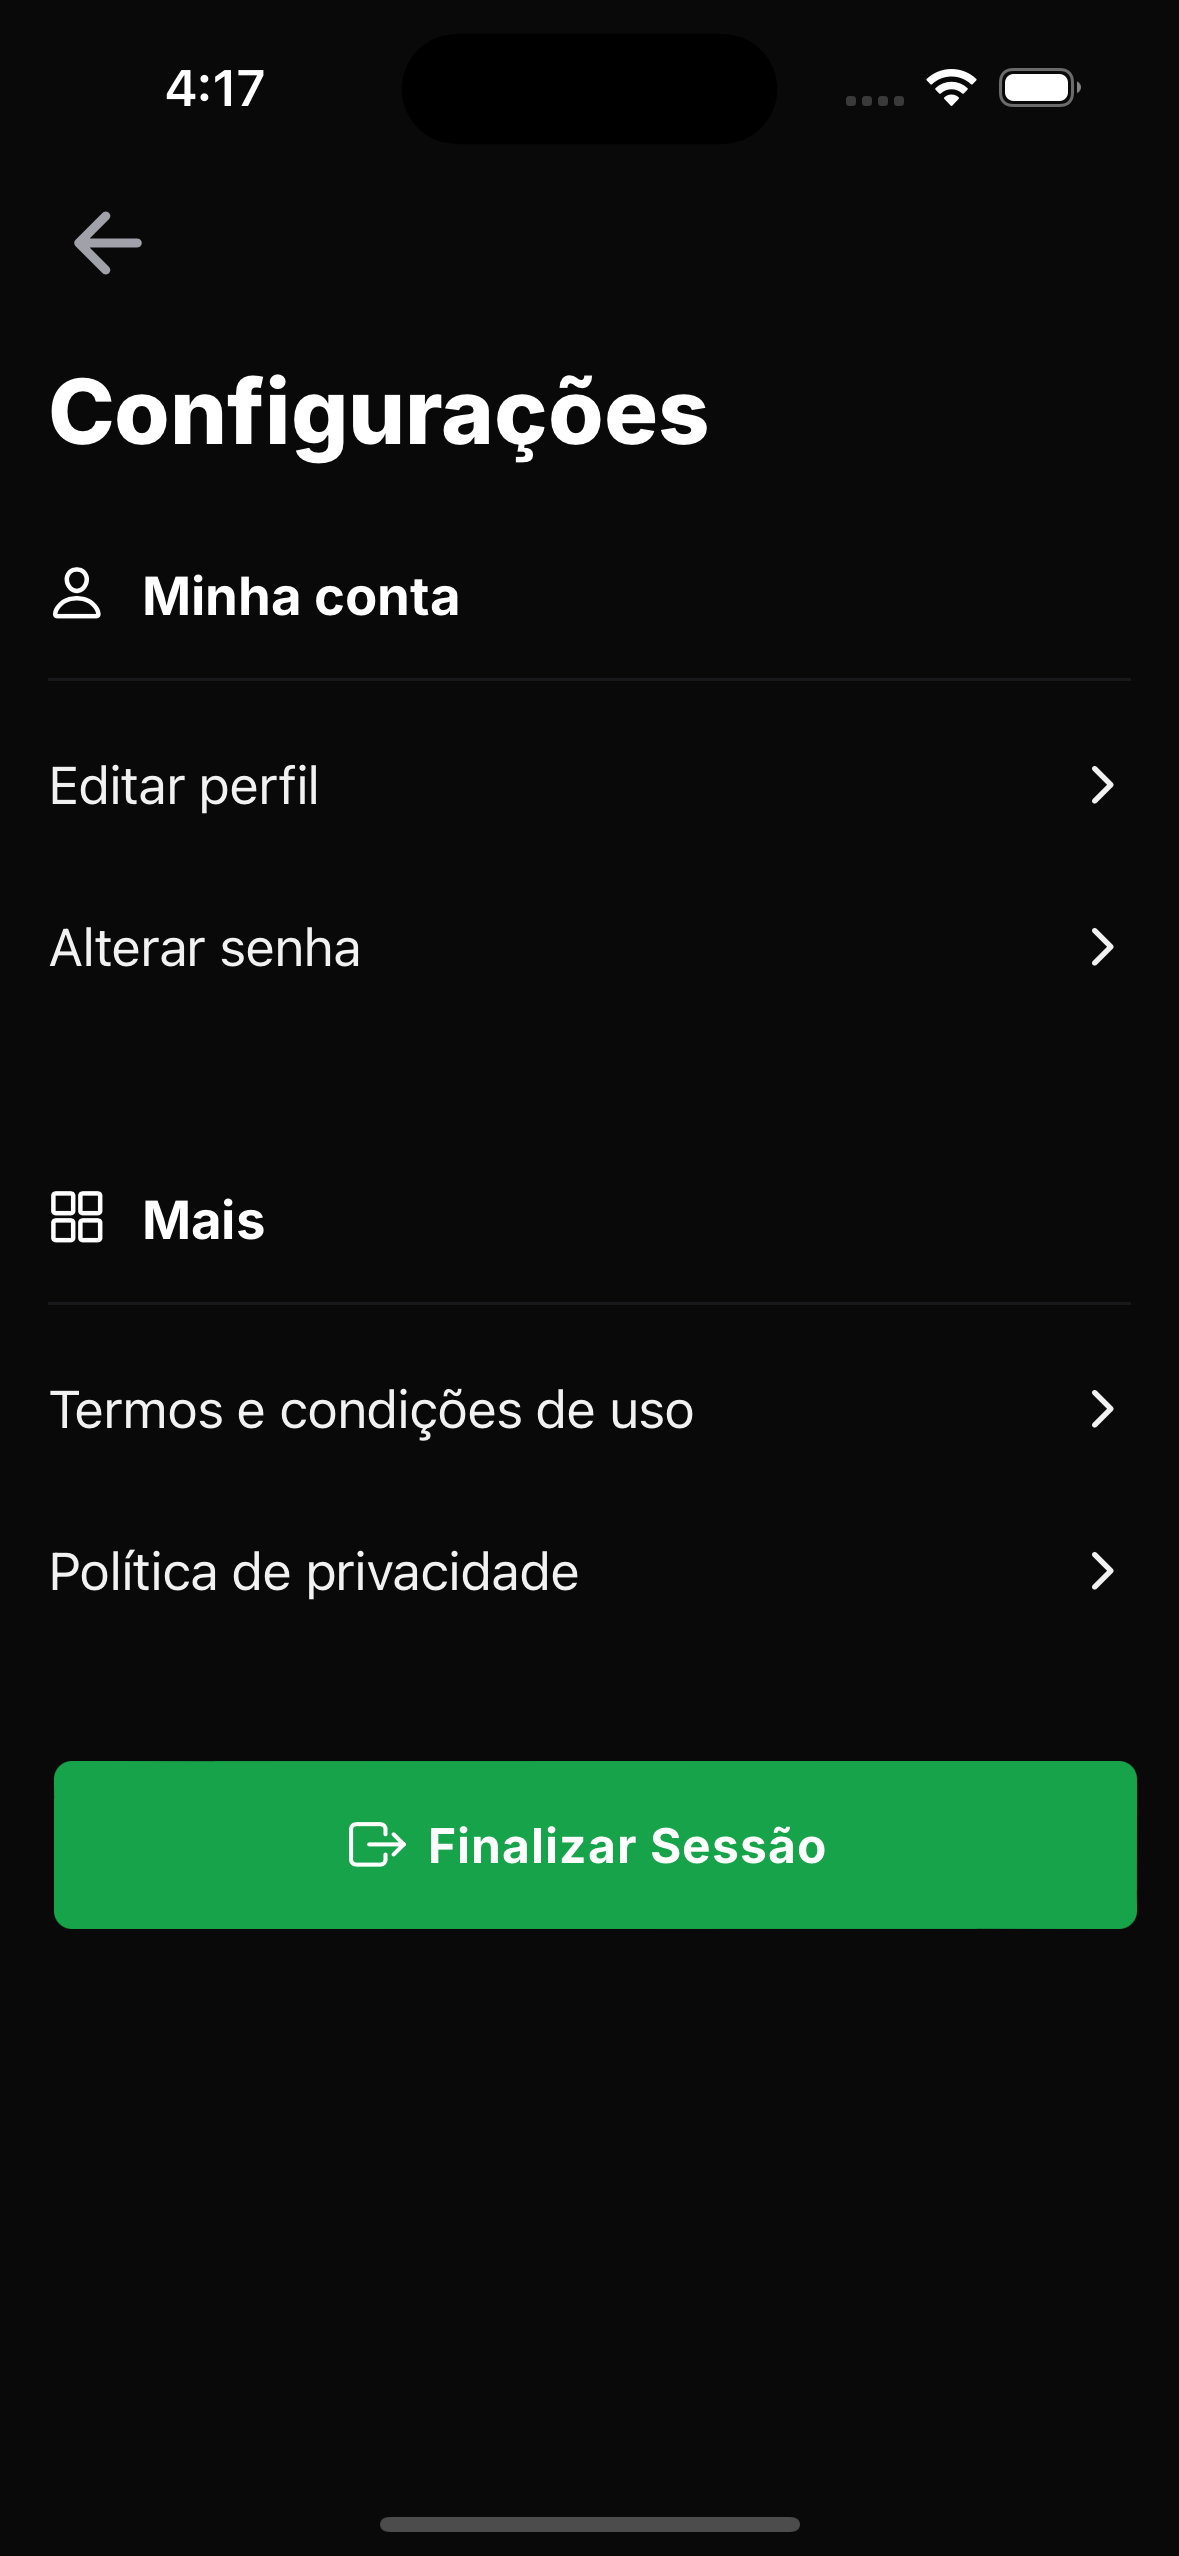 4:17
Configurações
Minha conta
Editar perfil
Alterar senha
Mais
Termos e condições de uso
Política de privacidade
Finalizar Sessão